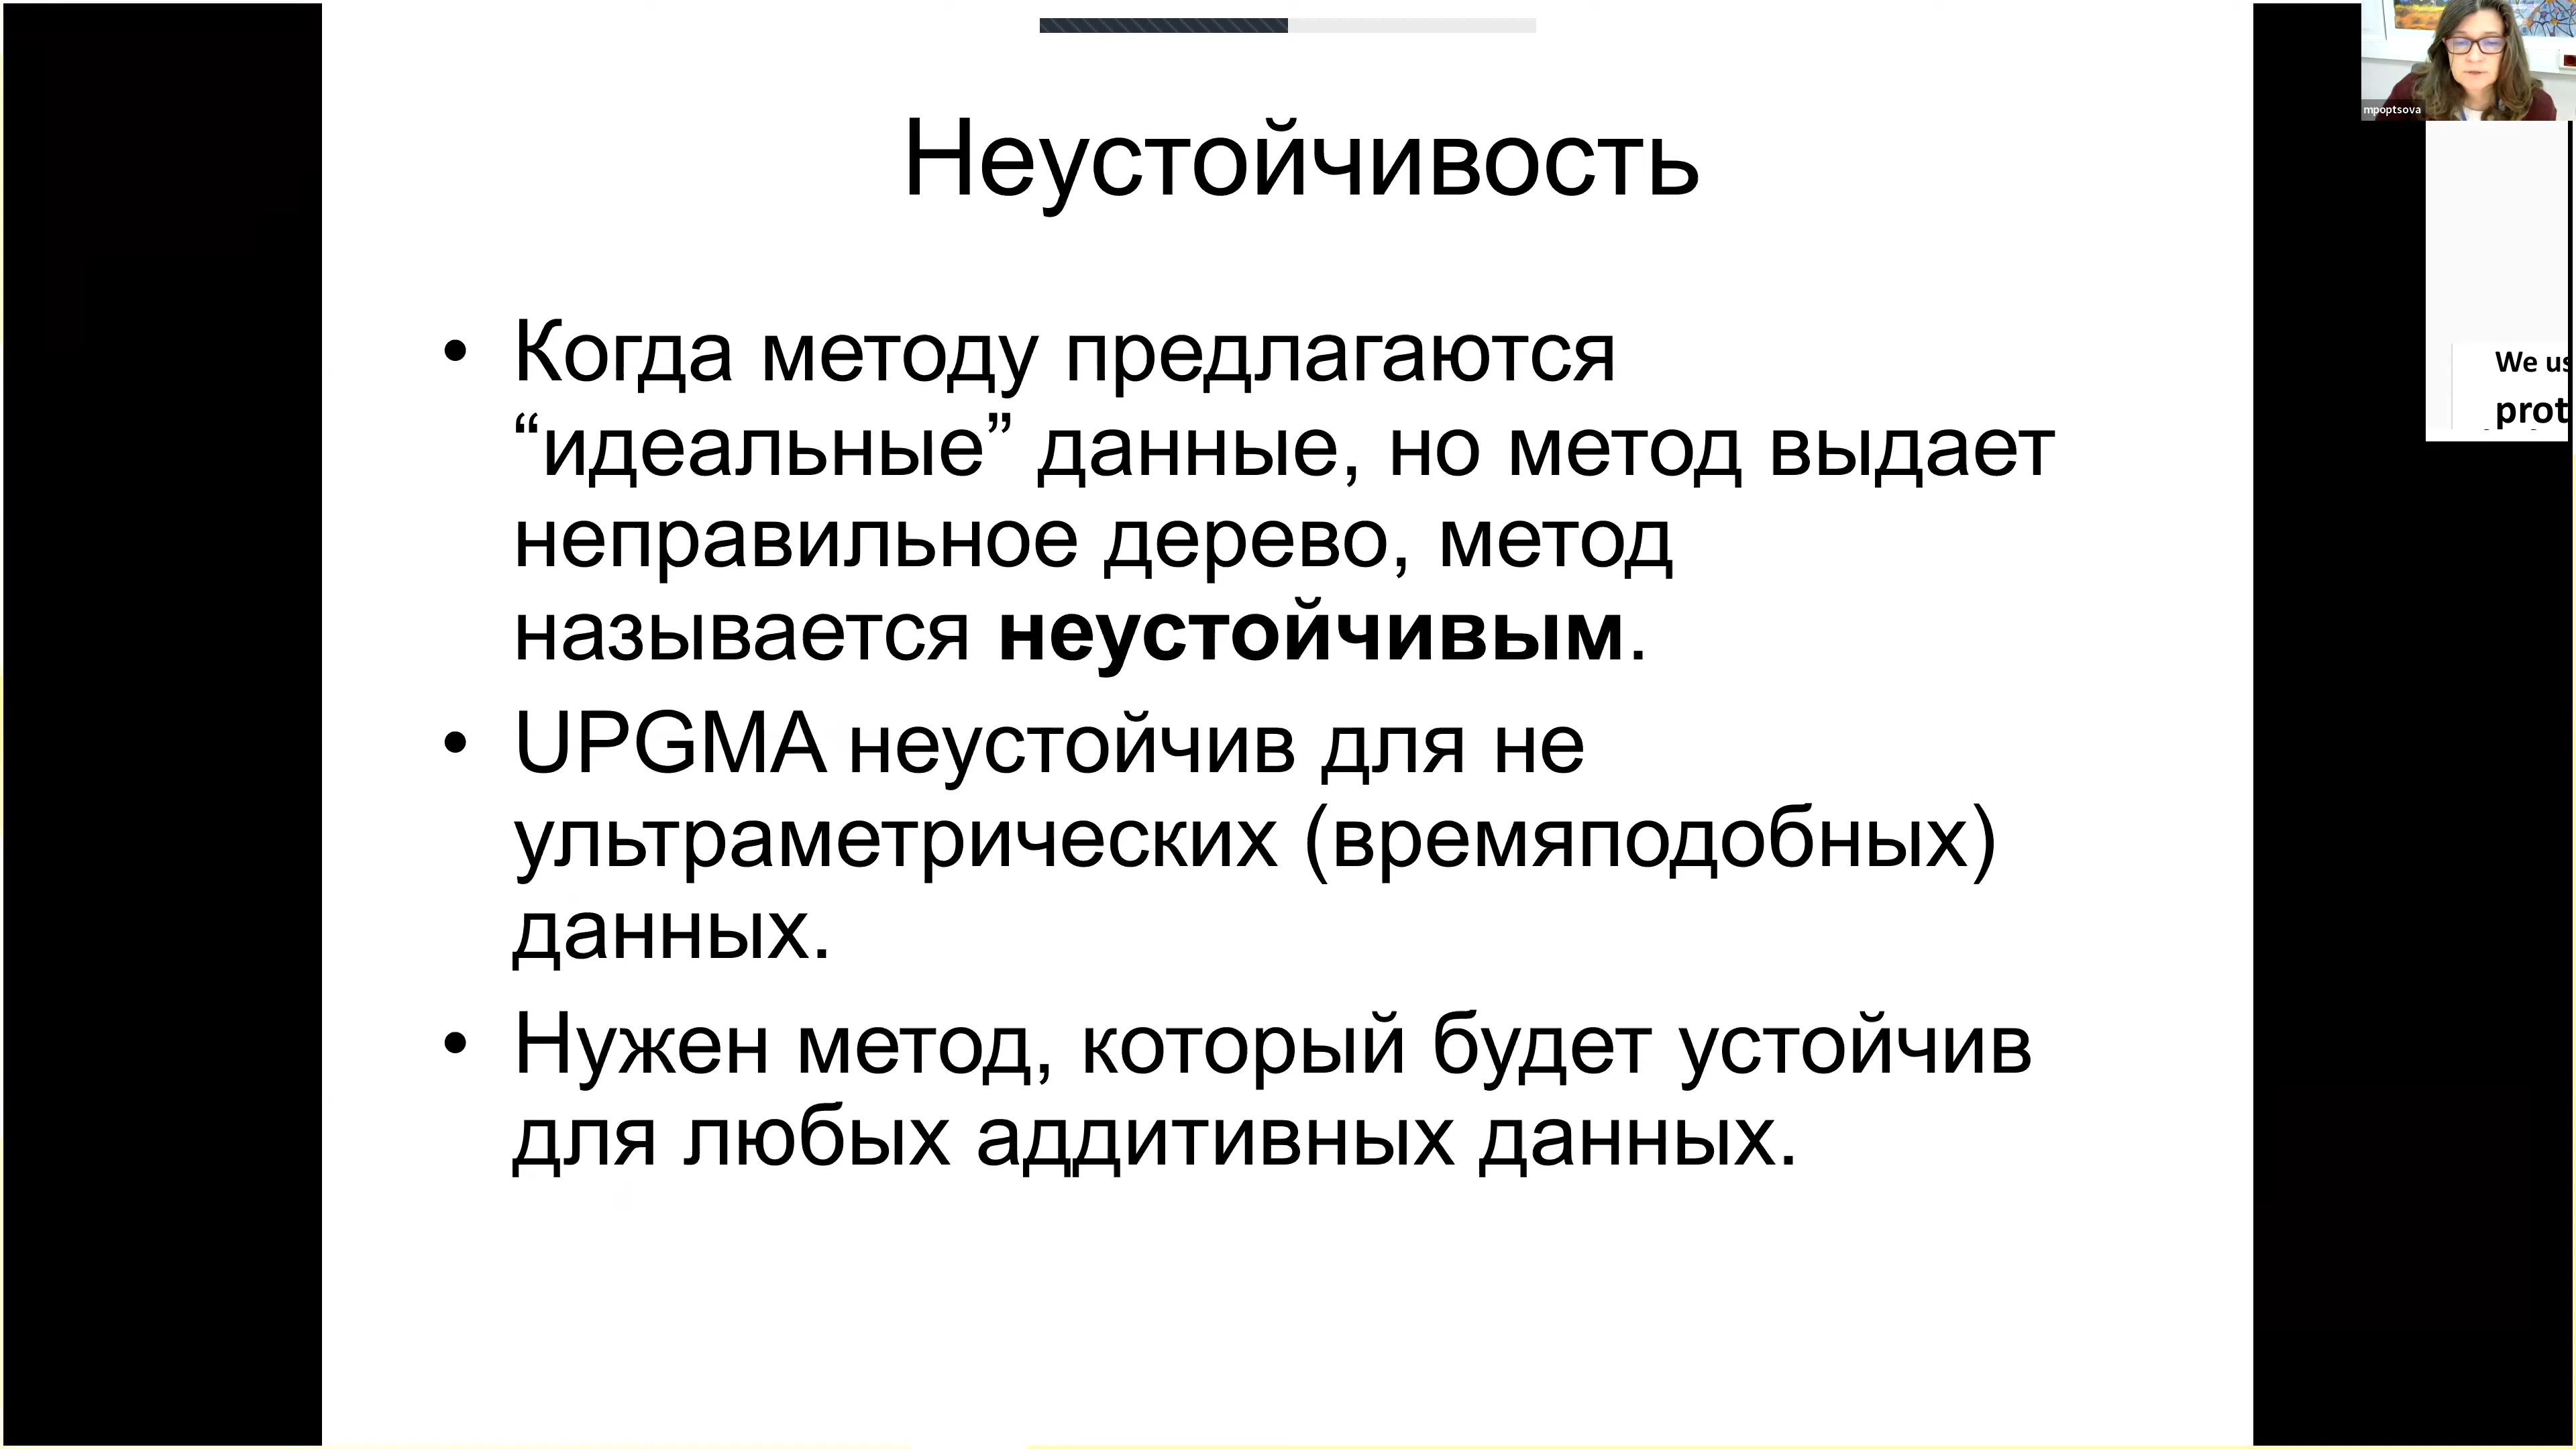 Неустойчивость
• Когда методу предлагаются
“идеальные” данные, но метод выдает
неправильное дерево, метод
называется неустойчивым.
• UPGMA неустойчив для не
ультраметрических (времяподобных)
данных.
• Нужен метод, который будет устойчив
для любых аддитивных данных.
mpoptsova
We us
prot